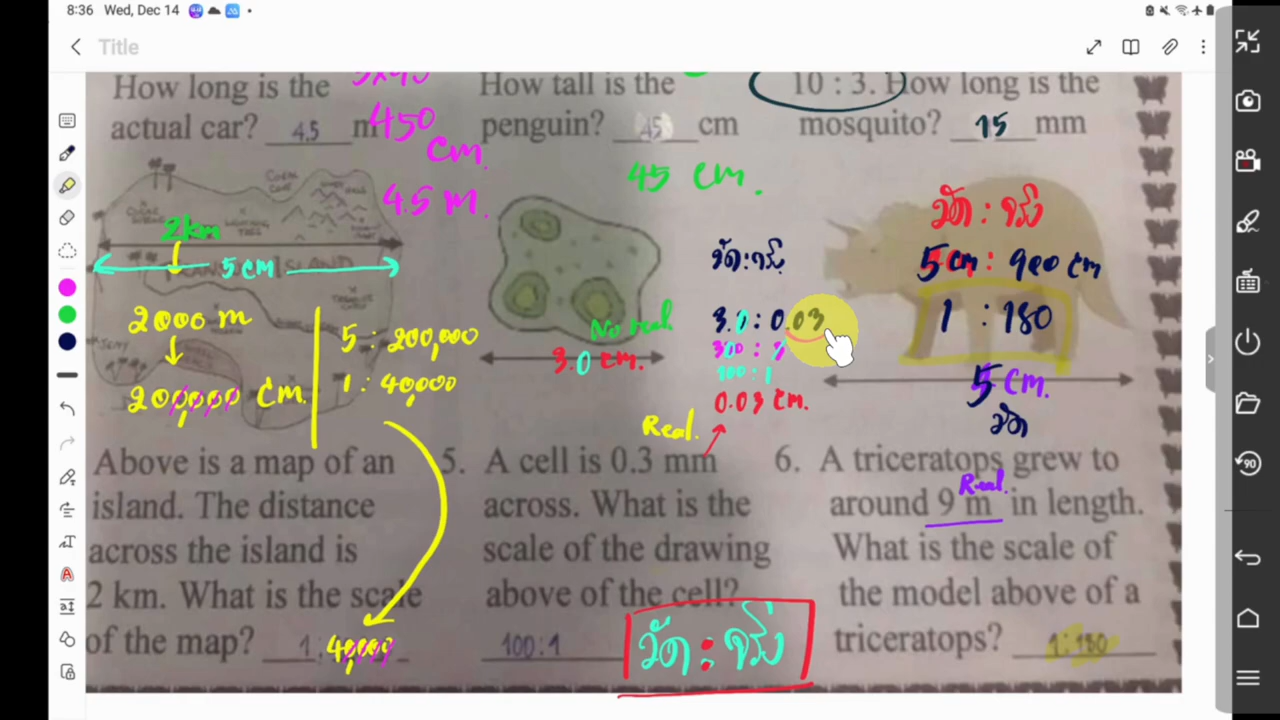 8:36 Wed, Dec 14
Title
How long is the
actual car? 4.5 m
450
cm.
4.5 M.
How tall is the
penguin? 45 cm
45 cm.
10 : 3. How long is the
mosquito? 15 mm
2km
5 cm
2000 m
200,000 cm.
5 : 200,000
1 : 40,000
Above is a map of an
island. The distance
across the island is
2 km. What is the scale
of the map? 1 : 40,000
No real
3.0 cm.
วัด:จริง
3.0 : 0.03
300 : 3
100 : 1
0.03 cm.
Real.
5. A cell is 0.3 mm
across. What is the
scale of the drawing
above of the cell?
100:1
วัด : จริง
วัด : จริง
5 cm : 900 cm
1 : 180
5 cm.
วัด
6. A triceratops grew to
Real.
around 9 m in length.
What is the scale of
the model above of a
triceratops? 1:180
90